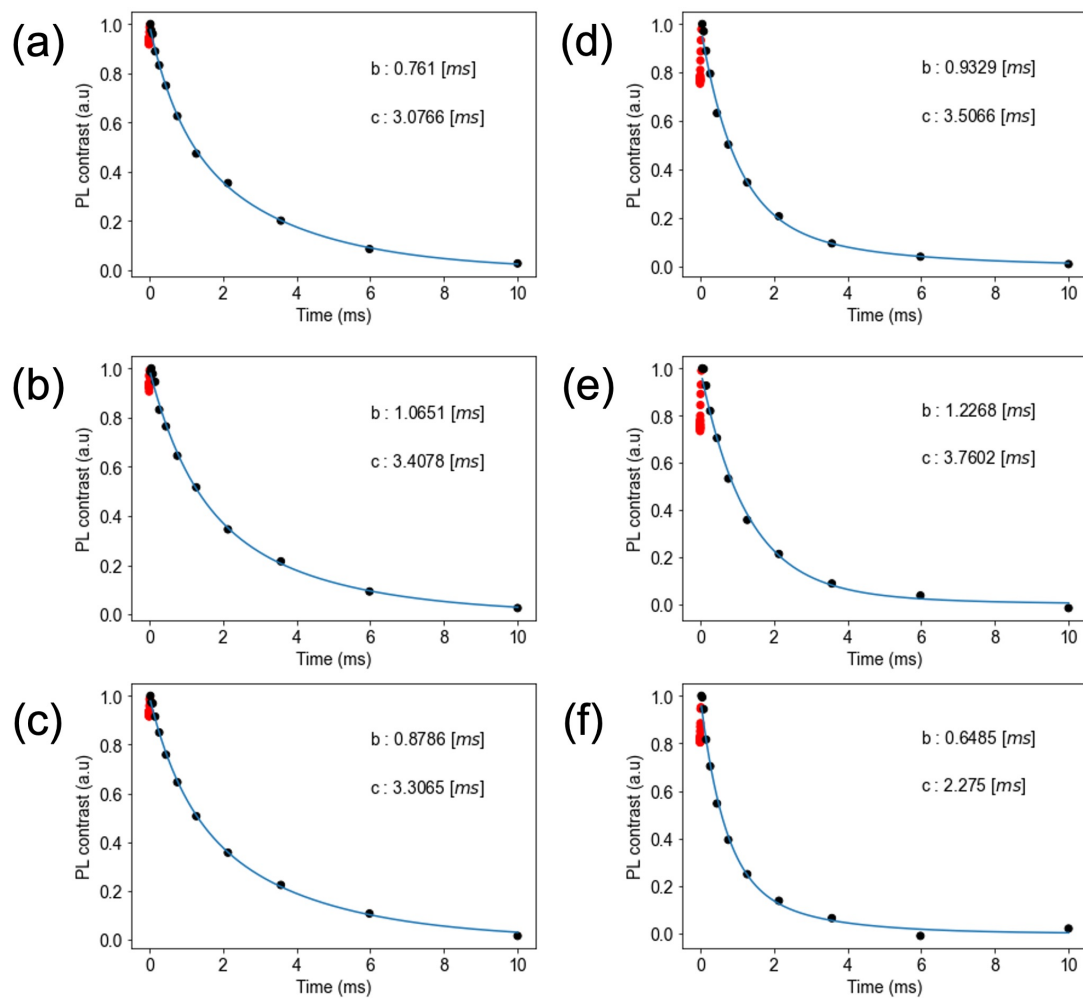 (a)
PL contrast (a.u)
1.0
0.8
0.6
0.4
0.2
0.0
b : 0.761 [ms]
c : 3.0766 [ms]
0 2 4 6 8 10
Time (ms)
(d)
PL contrast (a.u)
1.0
0.8
0.6
0.4
0.2
0.0
b : 0.9329 [ms]
c : 3.5066 [ms]
0 2 4 6 8 10
Time (ms)
(b)
PL contrast (a.u)
1.0
0.8
0.6
0.4
0.2
0.0
b : 1.0651 [ms]
c : 3.4078 [ms]
0 2 4 6 8 10
Time (ms)
(e)
PL contrast (a.u)
1.0
0.8
0.6
0.4
0.2
0.0
b : 1.2268 [ms]
c : 3.7602 [ms]
0 2 4 6 8 10
Time (ms)
(c)
PL contrast (a.u)
1.0
0.8
0.6
0.4
0.2
0.0
b : 0.8786 [ms]
c : 3.3065 [ms]
0 2 4 6 8 10
Time (ms)
(f)
PL contrast (a.u)
1.0
0.8
0.6
0.4
0.2
0.0
b : 0.6485 [ms]
c : 2.275 [ms]
0 2 4 6 8 10
Time (ms)